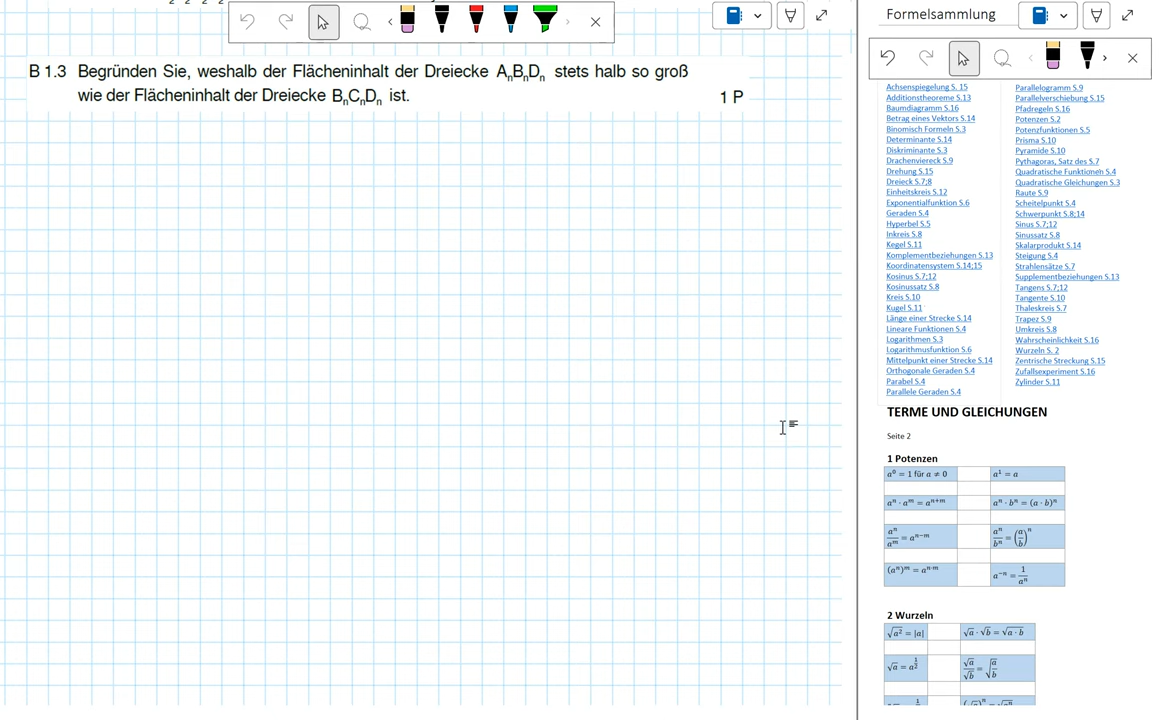 2 2 2 2
Formelsammlung
B 1.3 Begründen Sie, weshalb der Flächeninhalt der Dreiecke AₙBₙDₙ stets halb so groß
wie der Flächeninhalt der Dreiecke BₙCₙDₙ ist.
1 P
Achsenspiegelung S. 15
Additionstheoreme S.13
Baumdiagramm S.16
Betrag eines Vektors S.14
Binomisch Formeln S.3
Determinante S.14
Diskriminante S.3
Drachenviereck S.9
Drehung S.15
Dreieck S.7;8
Einheitskreis S.12
Exponentialfunktion S.6
Geraden S.4
Hyperbel S.5
Inkreis S.8
Kegel S.11
Komplementbeziehungen S.13
Koordinatensystem S.14;15
Kosinus S.7;12
Kosinussatz S.8
Kreis S.10
Kugel S.11
Länge einer Strecke S.14
Lineare Funktionen S.4
Logarithmen S.3
Logarithmusfunktion S.6
Mittelpunkt einer Strecke S.14
Orthogonale Geraden S.4
Parabel S.4
Parallele Geraden S.4
Parallelogramm S.9
Parallelverschiebung S.15
Pfadregeln S.16
Potenzen S.2
Potenzfunktionen S.5
Prisma S.10
Pyramide S.10
Pythagoras, Satz des S.7
Quadratische Funktionen S.4
Quadratische Gleichungen S.3
Raute S.9
Scheitelpunkt S.4
Schwerpunkt S.8;14
Sinus S.7;12
Sinussatz S.8
Skalarprodukt S.14
Steigung S.4
Strahlensätze S.7
Supplementbeziehungen S.13
Tangens S.7;12
Tangente S.10
Thaleskreis S.7
Trapez S.9
Umkreis S.8
Wahrscheinlichkeit S.16
Wurzeln S. 2
Zentrische Streckung S.15
Zufallsexperiment S.16
Zylinder S.11
TERME UND GLEICHUNGEN
Seite 2
1 Potenzen
a⁰ = 1 für a ≠ 0 a¹ = a
aⁿ · aᵐ = aⁿ⁺ᵐ aⁿ · bⁿ = (a · b)ⁿ
aⁿ/aᵐ = aⁿ⁻ᵐ aⁿ/bⁿ = (a/b)ⁿ
(aⁿ)ᵐ = aⁿ·ᵐ a⁻ⁿ = 1/aⁿ
2 Wurzeln
√a² = |a| √a · √b = √(a · b)
√a = a^(1/2) √a/√b = √(a/b)